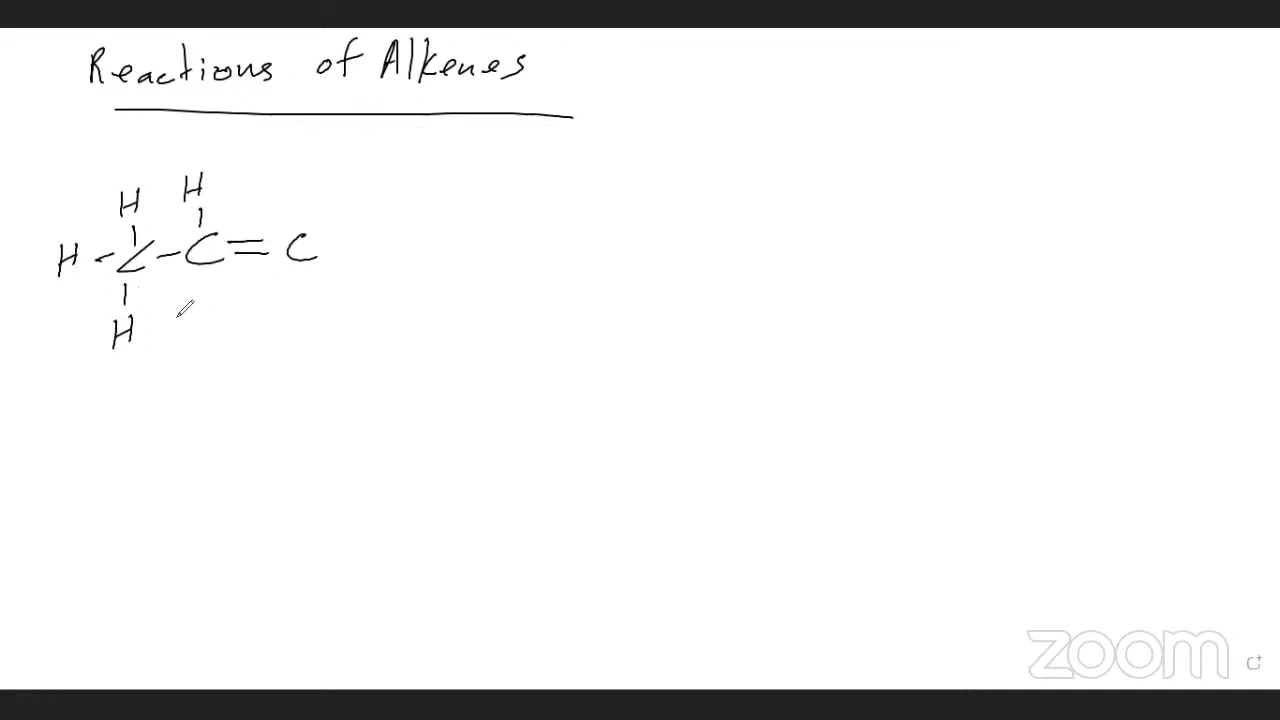 Reactions of Alkenes
H H
H - C - C = C
H
zoom